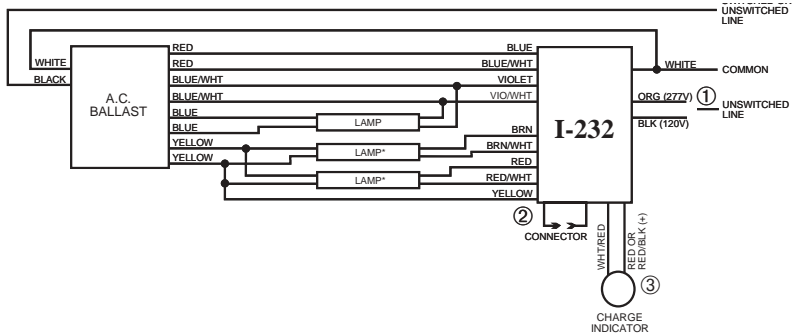 UNSWITCHED
LINE
RED
BLUE
WHITE
RED
BLUE/WHT
WHITE
COMMON
BLACK
BLUE/WHT
VIOLET
A.C.
BALLAST
BLUE/WHT
VIO/WHT
ORG (277V)
1
UNSWITCHED
LINE
BLUE
LAMP
BLK (120V)
BLUE
I-232
BRN
YELLOW
LAMP*
BRN/WHT
YELLOW
RED
LAMP*
RED/WHT
YELLOW
2
CONNECTOR
WHT/RED
RED OR
RED/BLK (+)
3
CHARGE
INDICATOR